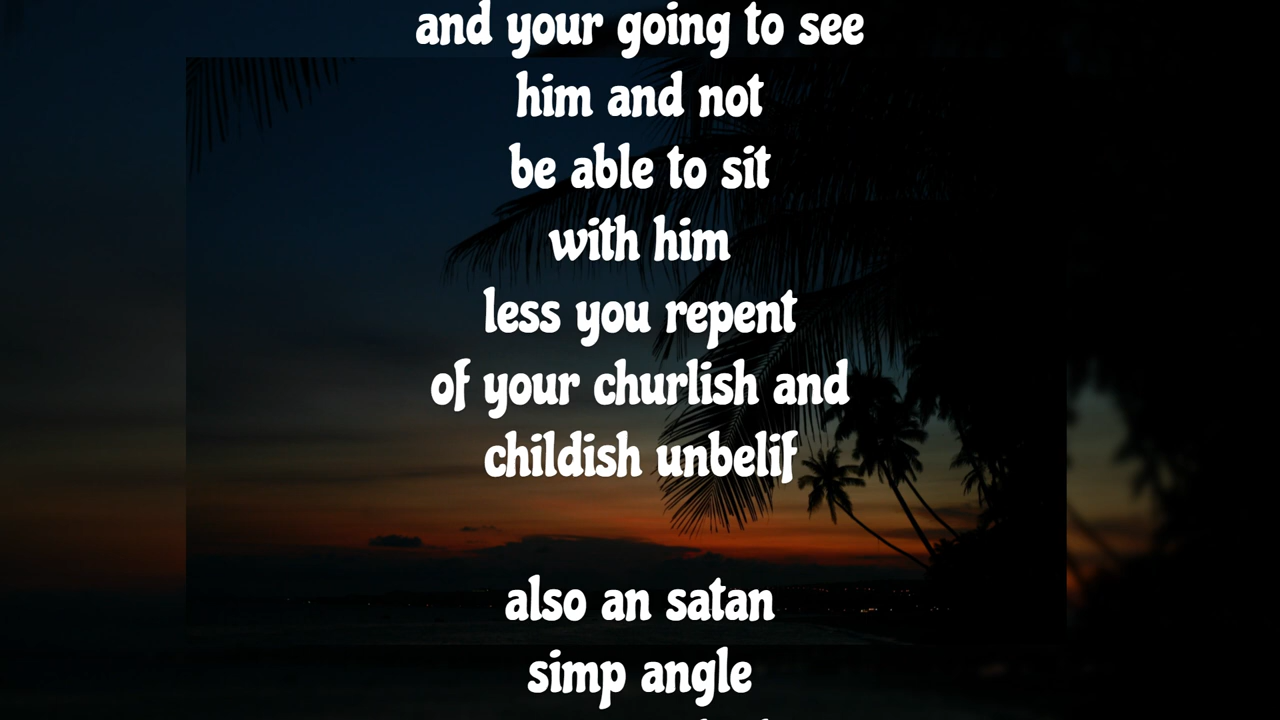 and your going to see
him and not
be able to sit
with him
less you repent
of your churlish and
childish unbelif
also an satan
simp angle